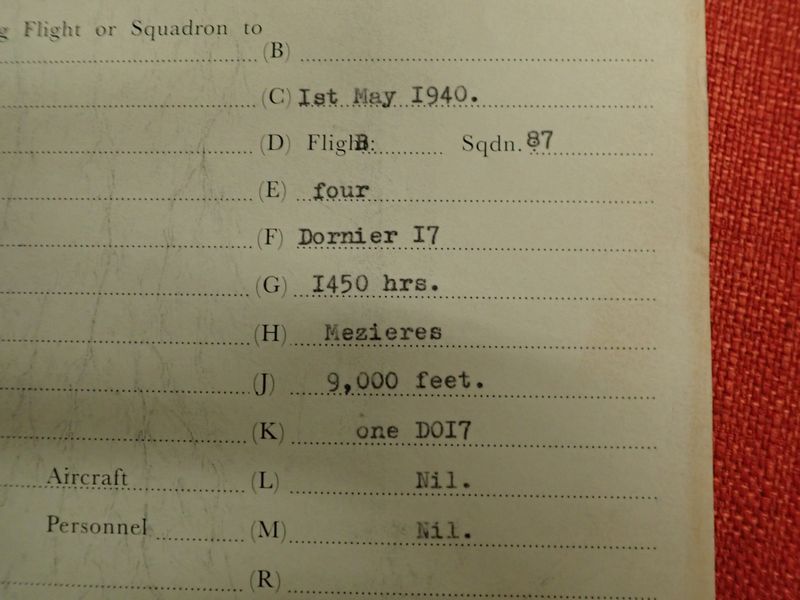 g Flight or Squadron to
(B)
(C) Ist May I940.
(D) Flight: B Sqdn. 87
(E) four
(F) Dornier I7
(G) I450 hrs.
(H) Mezieres
(J) 9,000 feet.
(K) one DOI7
Aircraft (L) Nil.
Personnel (M) Nil.
(R)